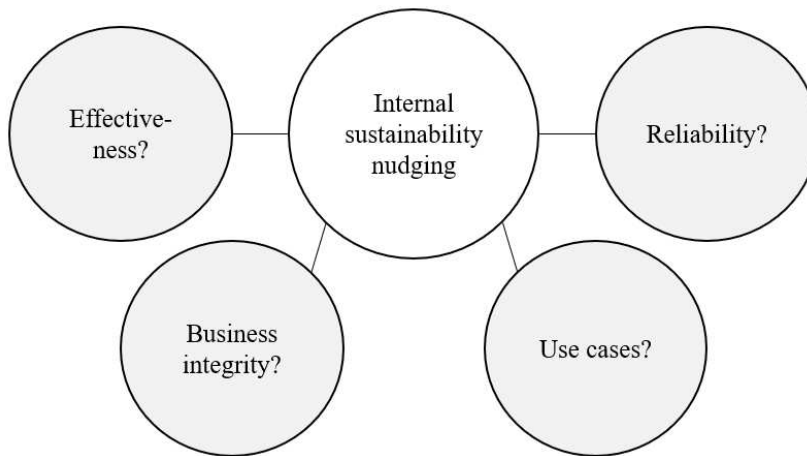 Effective-
ness?
Internal
sustainability
nudging
Reliability?
Business
integrity?
Use cases?